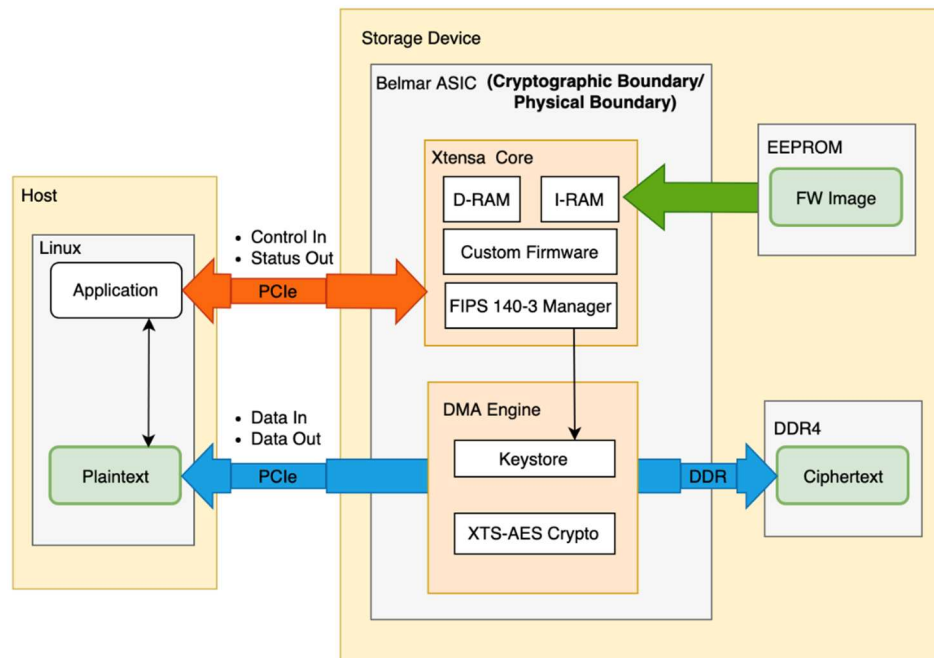 Storage Device
Belmar ASIC (Cryptographic Boundary/
Physical Boundary)
Xtensa Core
D-RAM
I-RAM
Custom Firmware
FIPS 140-3 Manager
EEPROM
FW Image
Host
Linux
Application
• Control In
• Status Out
PCIe
DMA Engine
Keystore
XTS-AES Crypto
• Data In
• Data Out
Plaintext
PCIe
DDR
DDR4
Ciphertext